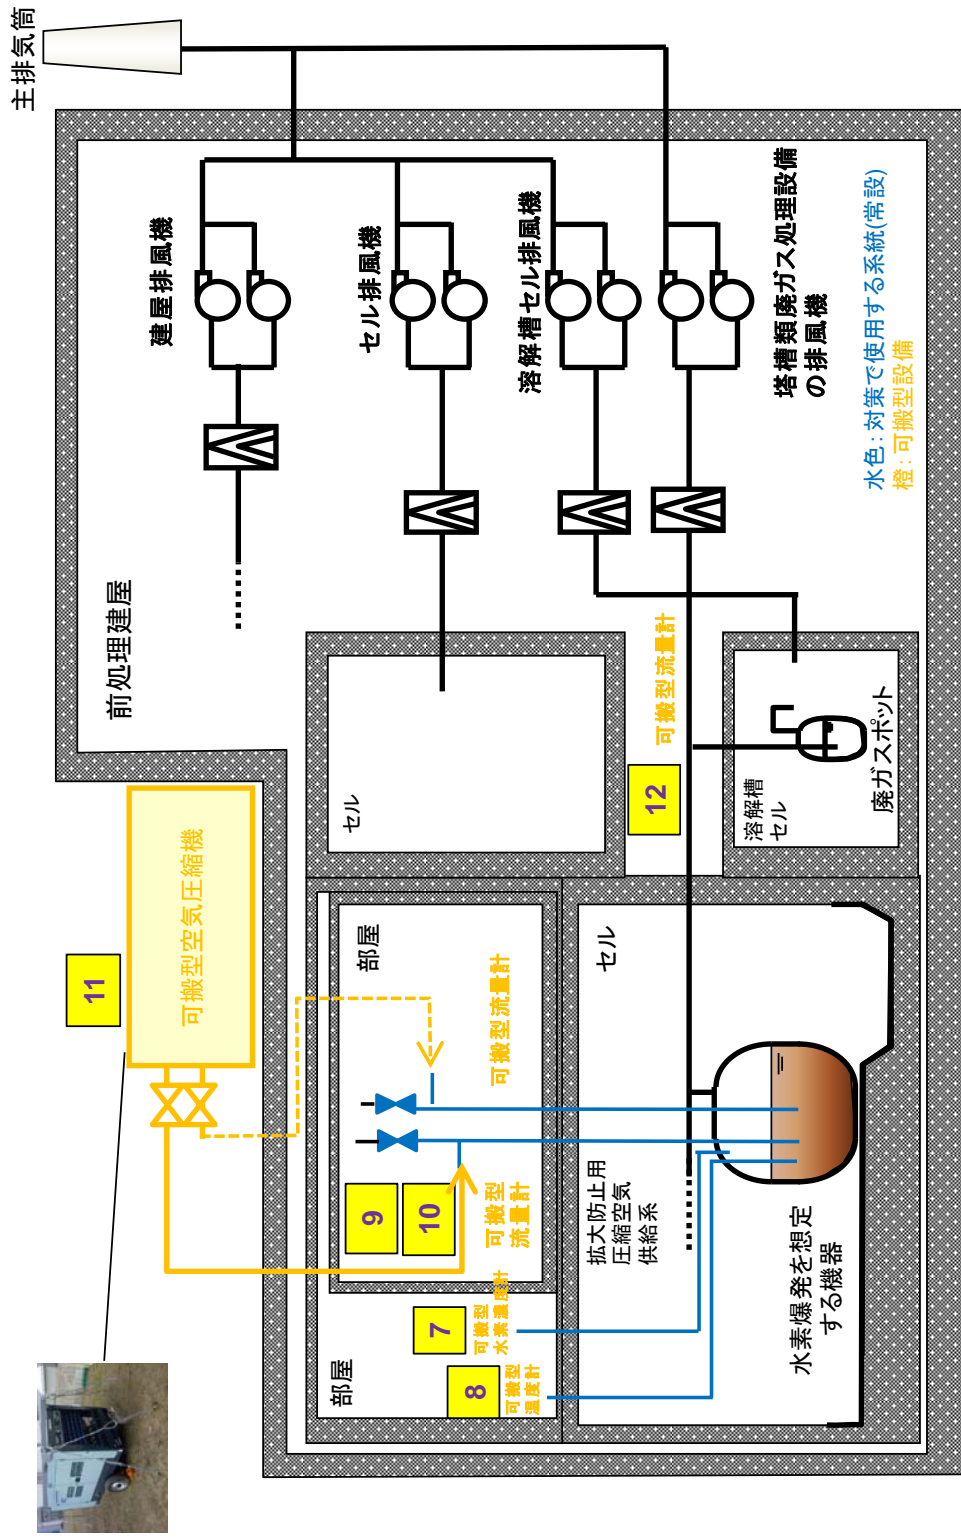 主排気筒
建屋排風機
セル排風機
溶解槽セル排風機
塔槽類廃ガス処理設備
の排風機
水色：対策で使用する系統(常設)
橙：可搬型設備
前処理建屋
可搬型空気圧縮機
11
セル
可搬型流量計
12
溶解槽
セル
廃ガスポット
部屋
可搬型流量計
9
10
可搬型
流量計
セル
拡大防止用
圧縮空気
供給系
水素爆発を想定
する機器
部屋
7
可搬型
水素濃度計
8
可搬型
温度計